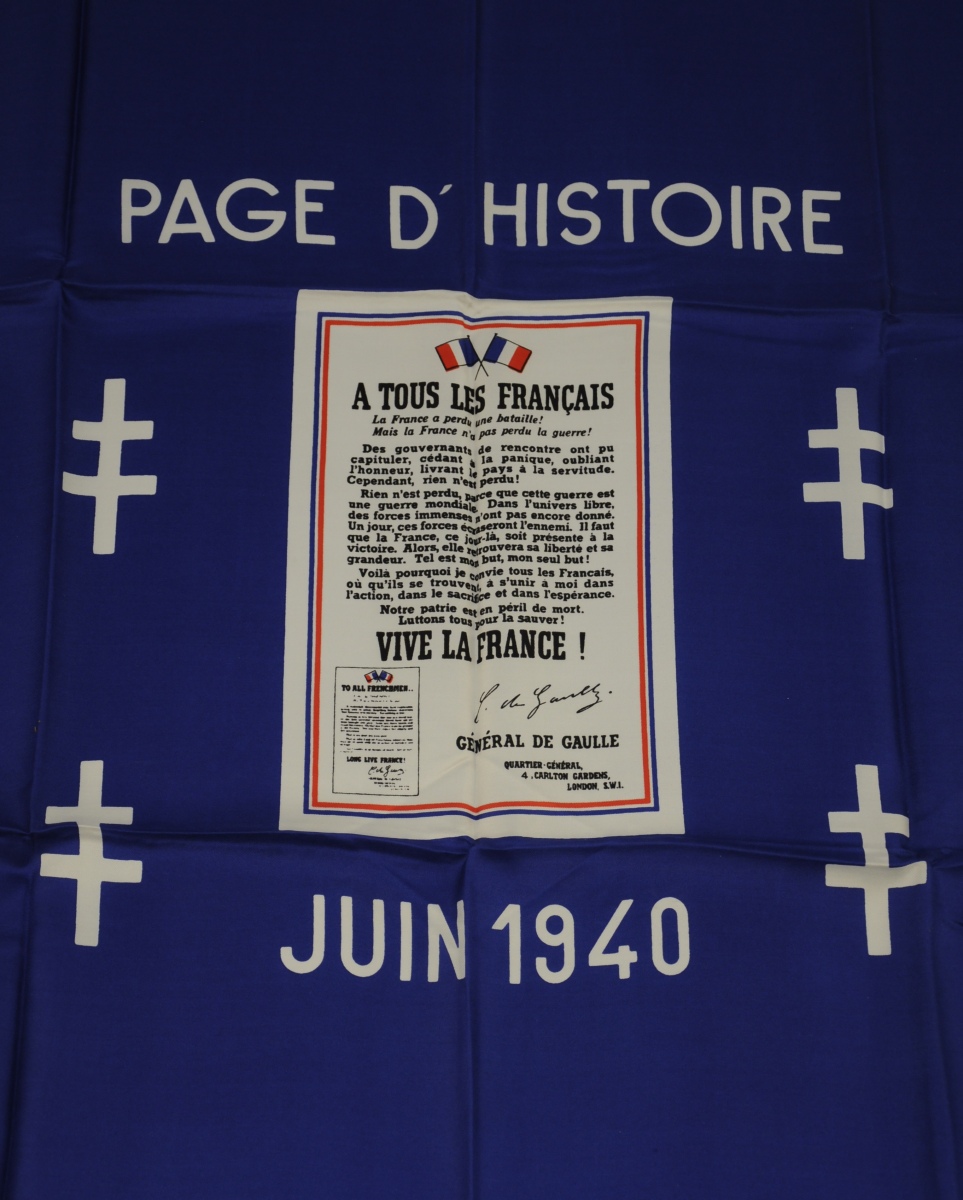 PAGE D´HISTOIRE
A TOUS LES FRANÇAIS
La France a perdu une bataille!
Mais la France n'a pas perdu la guerre!
Des gouvernants de rencontre ont pu
capituler, cédant à la panique, oubliant
l'honneur, livrant le pays à la servitude.
Cependant, rien n'est perdu!
Rien n'est perdu, parce que cette guerre est
une guerre mondiale. Dans l'univers libre,
des forces immenses n'ont pas encore donné.
Un jour, ces forces écraseront l'ennemi. Il faut
que la France, ce jour-là, soit présente à la
victoire. Alors, elle retrouvera sa liberté et sa
grandeur. Tel est mon but, mon seul but!
Voilà pourquoi je convie tous les Francais,
où qu'ils se trouvent, à s'unir à moi dans
l'action, dans le sacrifice et dans l'espérance.
Notre patrie est en péril de mort.
Luttons tous pour la sauver!
VIVE LA FRANCE !
TO ALL FRENCHMEN..
LONG LIVE FRANCE!
G. de Gaulle.
GÉNÉRAL DE GAULLE
QUARTIER-GÉNÉRAL,
4, CARLTON GARDENS,
LONDON, S.W.1.
JUIN 1940